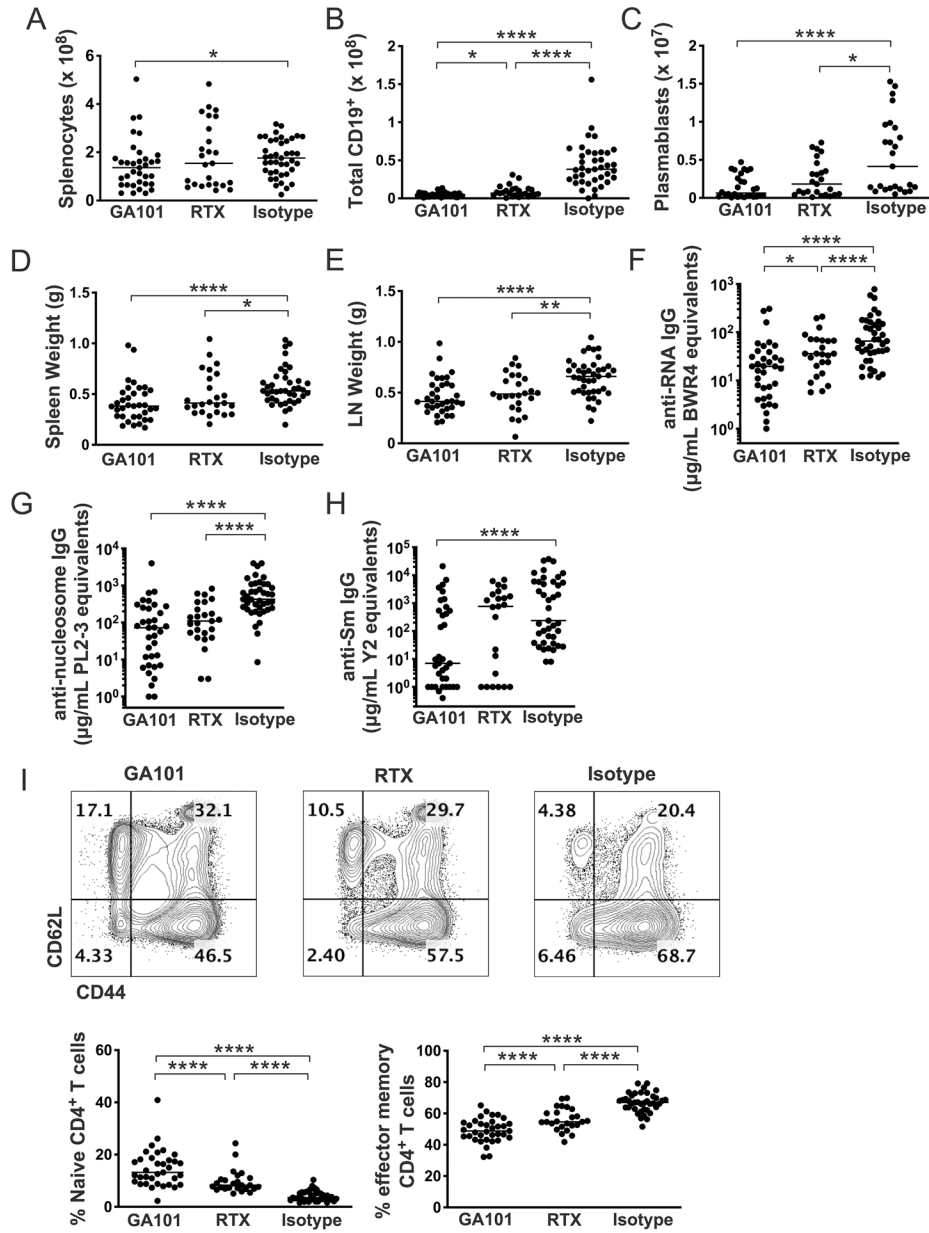 A
Splenocytes (x 10⁸)
6
4
2
0
*
GA101 RTX Isotype
B
Total CD19⁺ (x 10⁸)
2
1.5
1
0.5
0
****
* ****
GA101 RTX Isotype
C
Plasmablasts (x 10⁷)
2
1.5
1
0.5
0
****
*
GA101 RTX Isotype
D
Spleen Weight (g)
1.5
1.0
0.5
0
****
*
GA101 RTX Isotype
E
LN Weight (g)
1.5
1.0
0.5
0
****
**
GA101 RTX Isotype
F
anti-RNA IgG
(µg/mL BWR4 equivalents)
10³
10²
10¹
10⁰
****
* ****
GA101 RTX Isotype
G
anti-nucleosome IgG
(µg/mL PL2-3 equivalents)
10⁴
10³
10²
10¹
10⁰
****
****
GA101 RTX Isotype
H
anti-Sm IgG
(µg/mL Y2 equivalents)
10⁵
10⁴
10³
10²
10¹
10⁰
****
GA101 RTX Isotype
I
GA101 RTX Isotype
17.1 32.1 10.5 29.7 4.38 20.4
4.33 46.5 2.40 57.5 6.46 68.7
CD62L
CD44
% Naive CD4⁺ T cells
60
40
20
0
****
**** ****
GA101 RTX Isotype
% effector memory
CD4⁺ T cells
100
80
60
40
20
0
****
**** ****
GA101 RTX Isotype